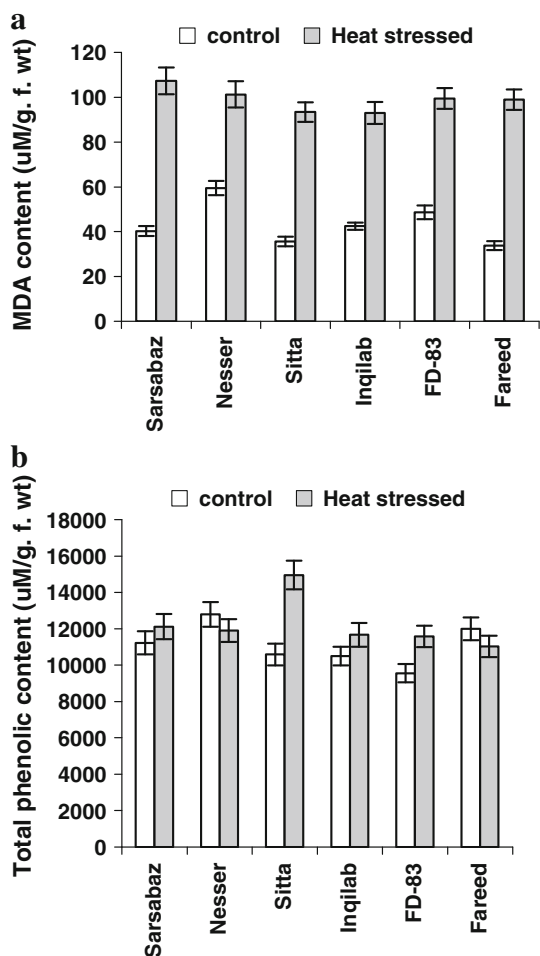 a
control Heat stressed
MDA content (uM/g. f. wt)
120
100
80
60
40
20
0
Sarsabaz
Nesser
Sitta
Inqilab
FD-83
Fareed
b
control Heat stressed
Total phenolic content (uM/g. f. wt)
18000
16000
14000
12000
10000
8000
6000
4000
2000
0
Sarsabaz
Nesser
Sitta
Inqilab
FD-83
Fareed